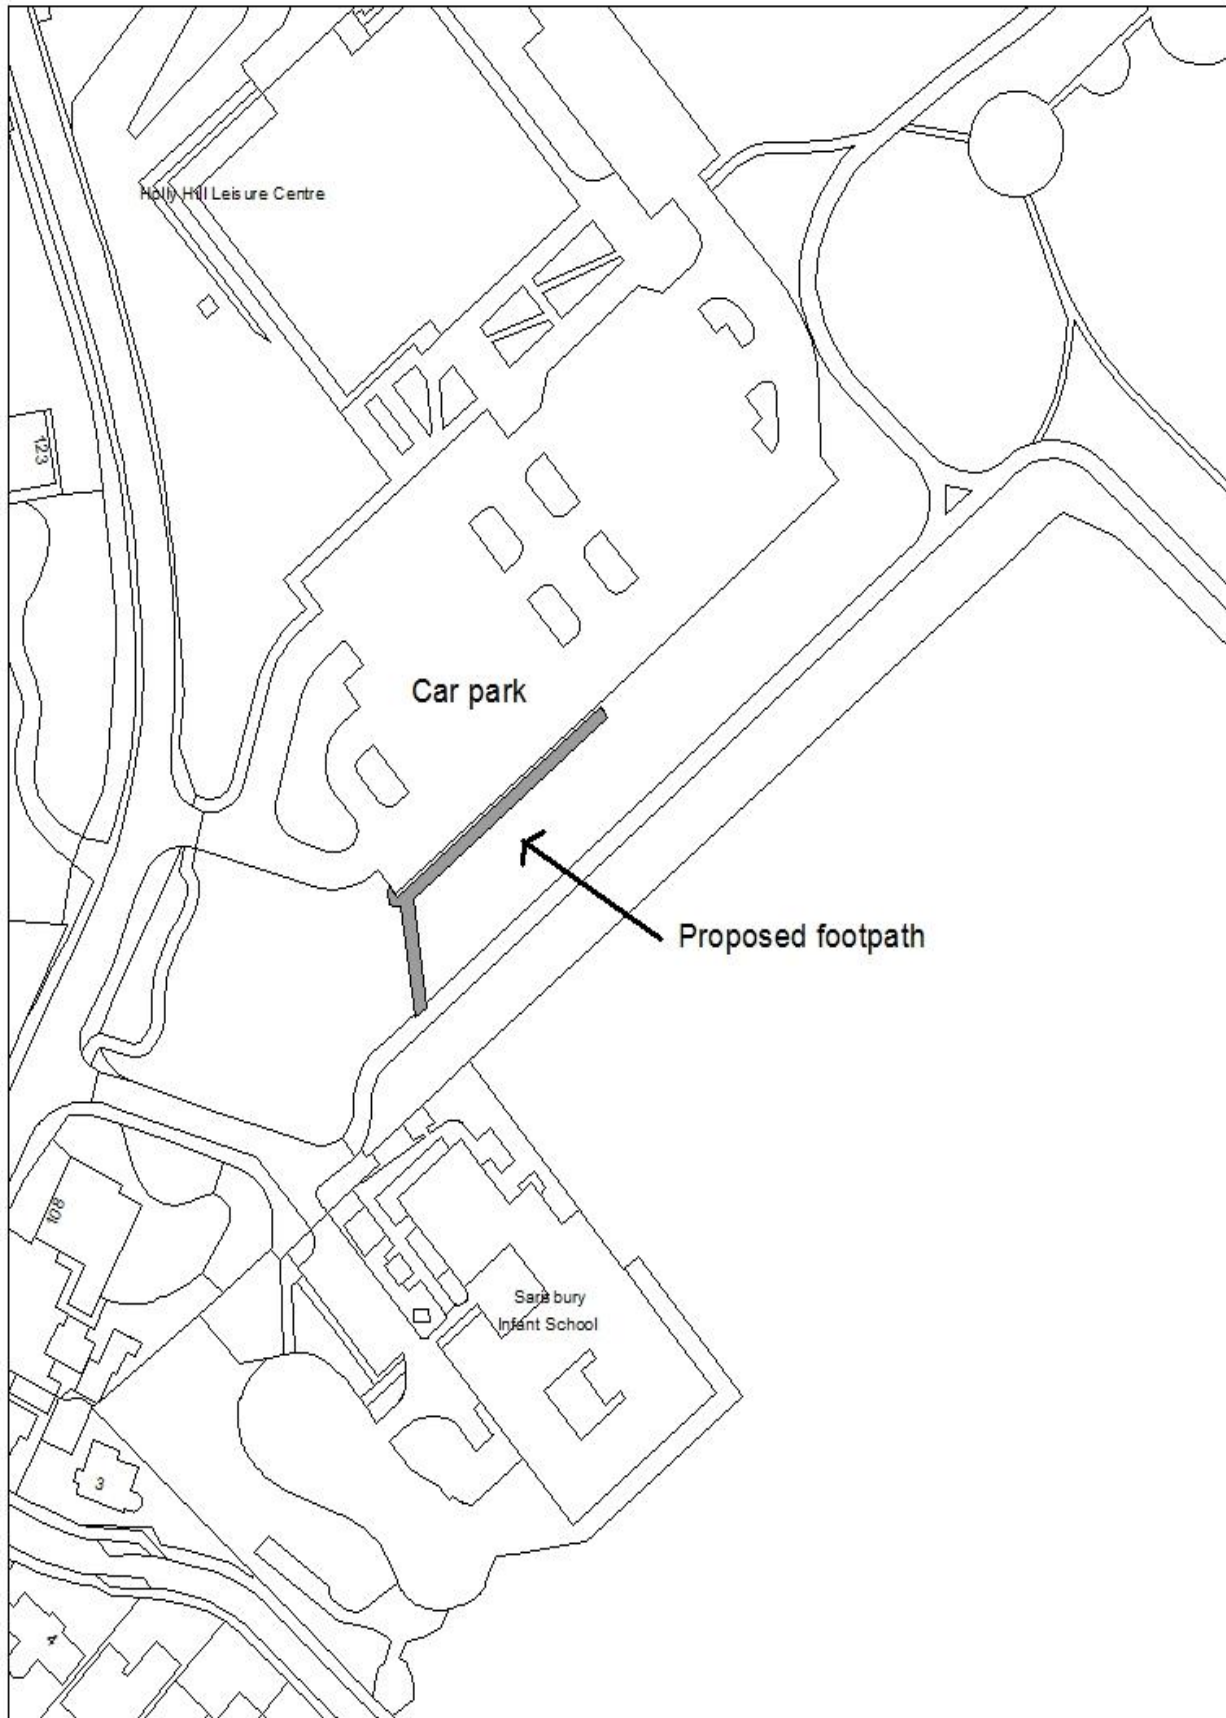 Holly Hill Leisure Centre
123
Car park
Proposed footpath
108
Sarisbury
Infant School
3
4